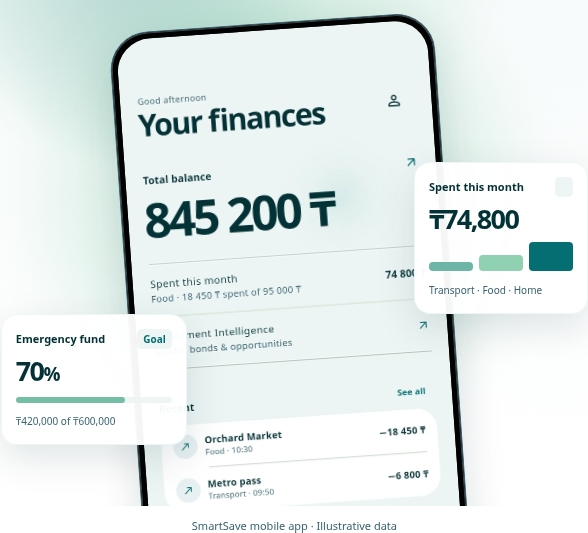 Good afternoon
Your finances
Total balance
845 200 ₸
Spent this month
74 800
Food · 18 450 ₸ spent of 95 000 ₸
Intelligence
bonds & opportunities
See all
Orchard Market
−18 450 ₸
Food · 10:30
Metro pass
−6 800 ₸
Transport · 09:50
Spent this month
₸74,800
Transport · Food · Home
Emergency fund
Goal
70%
₸420,000 of ₸600,000
SmartSave mobile app · Illustrative data